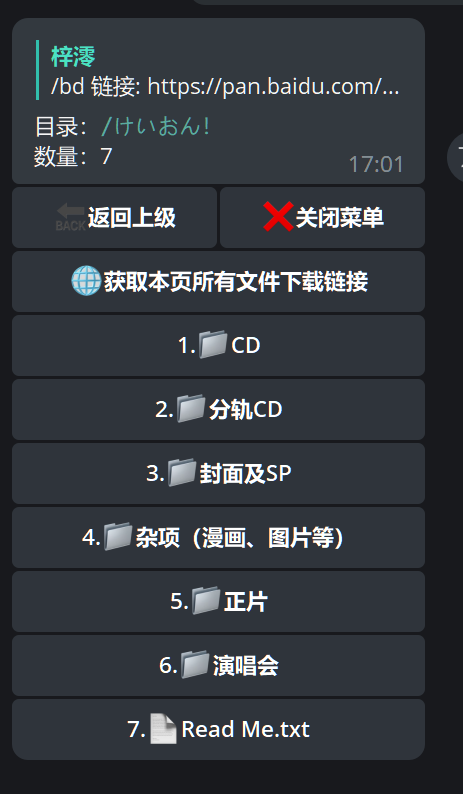 梓澪
/bd 链接: https://pan.baidu.com/...
目录：/けいおん！
数量：7
17:01
BACK 返回上级
关闭菜单
获取本页所有文件下载链接
1. CD
2. 分轨CD
3. 封面及SP
4. 杂项（漫画、图片等）
5. 正片
6. 演唱会
7. Read Me.txt